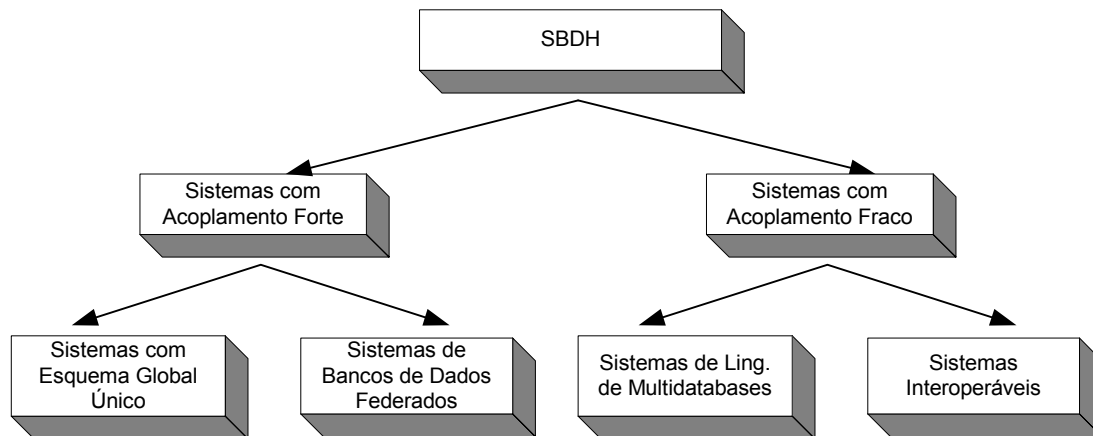 SBDH
Sistemas com
Acoplamento Forte
Sistemas com
Acoplamento Fraco
Sistemas com
Esquema Global
Único
Sistemas de
Bancos de Dados
Federados
Sistemas de Ling.
de Multidatabases
Sistemas
Interoperáveis